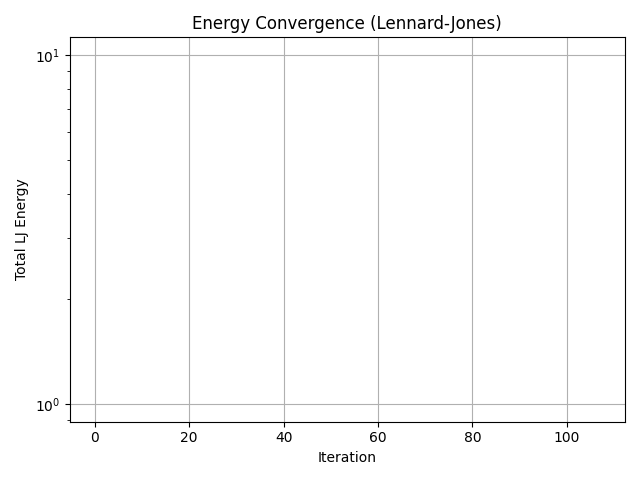 Energy Convergence (Lennard-Jones)
Total LJ Energy
10¹
10⁰
0 20 40 60 80 100
Iteration